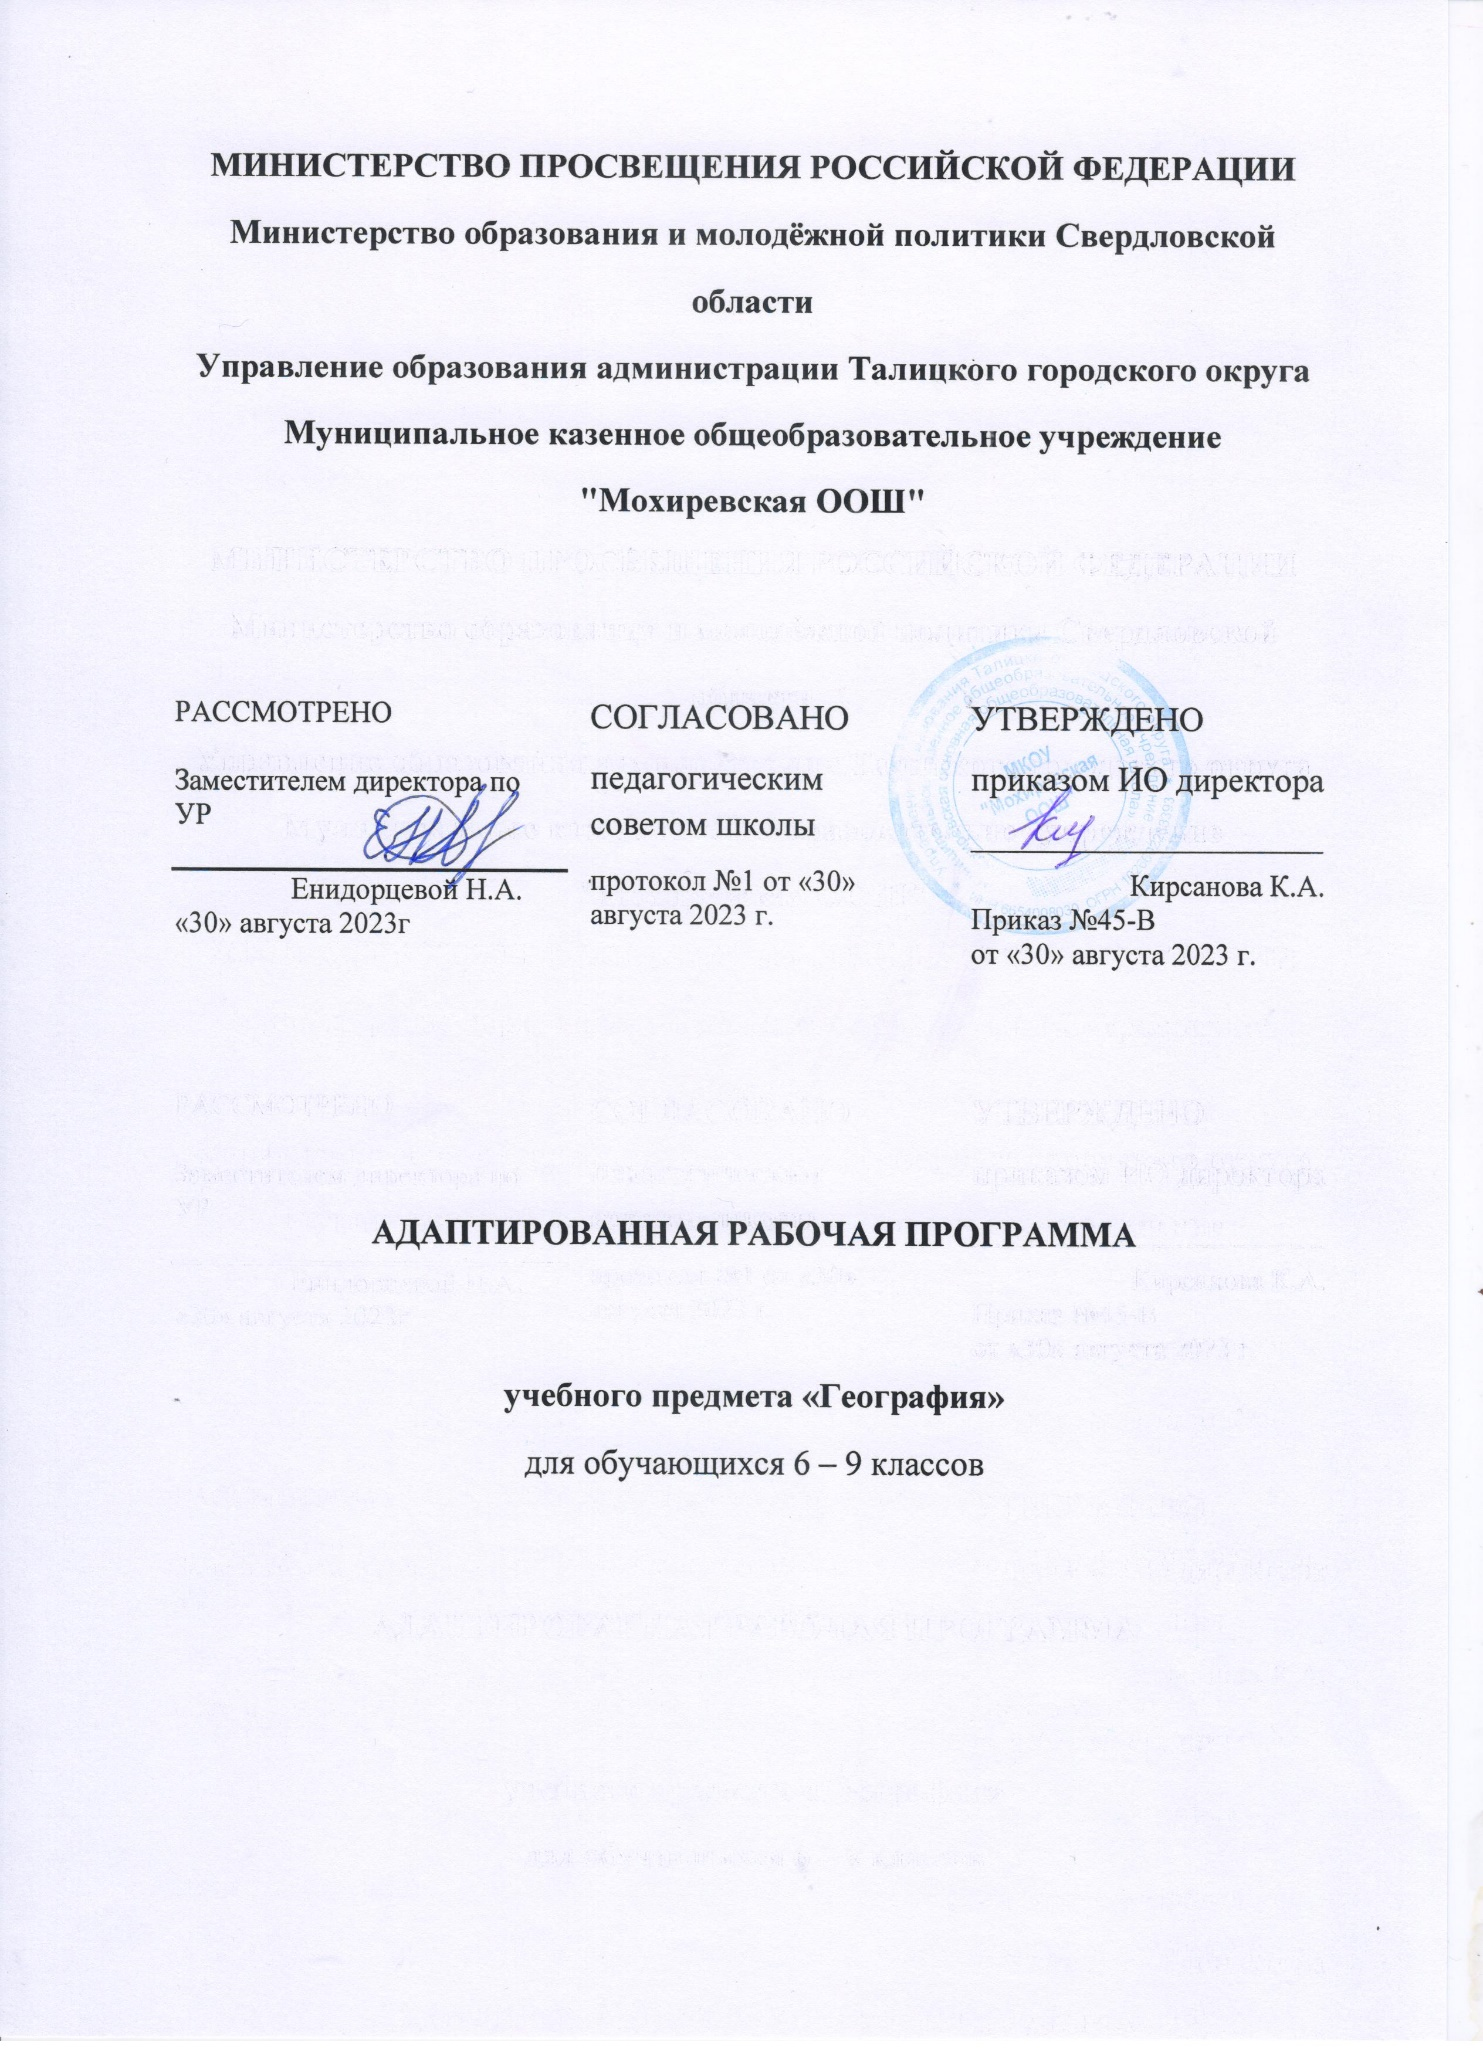 МИНИСТЕРСТВО ПРОСВЕЩЕНИЯ РОССИЙСКОЙ ФЕДЕРАЦИИ
Министерство образования и молодёжной политики Свердловской
области
Управление образования администрации Талицкого городского округа
Муниципальное казенное общеобразовательное учреждение
"Мохиревская ООШ"
РАССМОТРЕНО
Заместителем директора по
УР
Енидорцевой Н.А.
«30» августа 2023г
СОГЛАСОВАНО
педагогическим
советом школы
протокол №1 от «30»
августа 2023 г.
УТВЕРЖДЕНО
приказом ИО директора
Кирсанова К.А.
Приказ №45-В
от «30» августа 2023 г.
МКОУ
"Мохиревская
ООШ"
АДАПТИРОВАННАЯ РАБОЧАЯ ПРОГРАММА
учебного предмета «География»
для обучающихся 6 – 9 классов